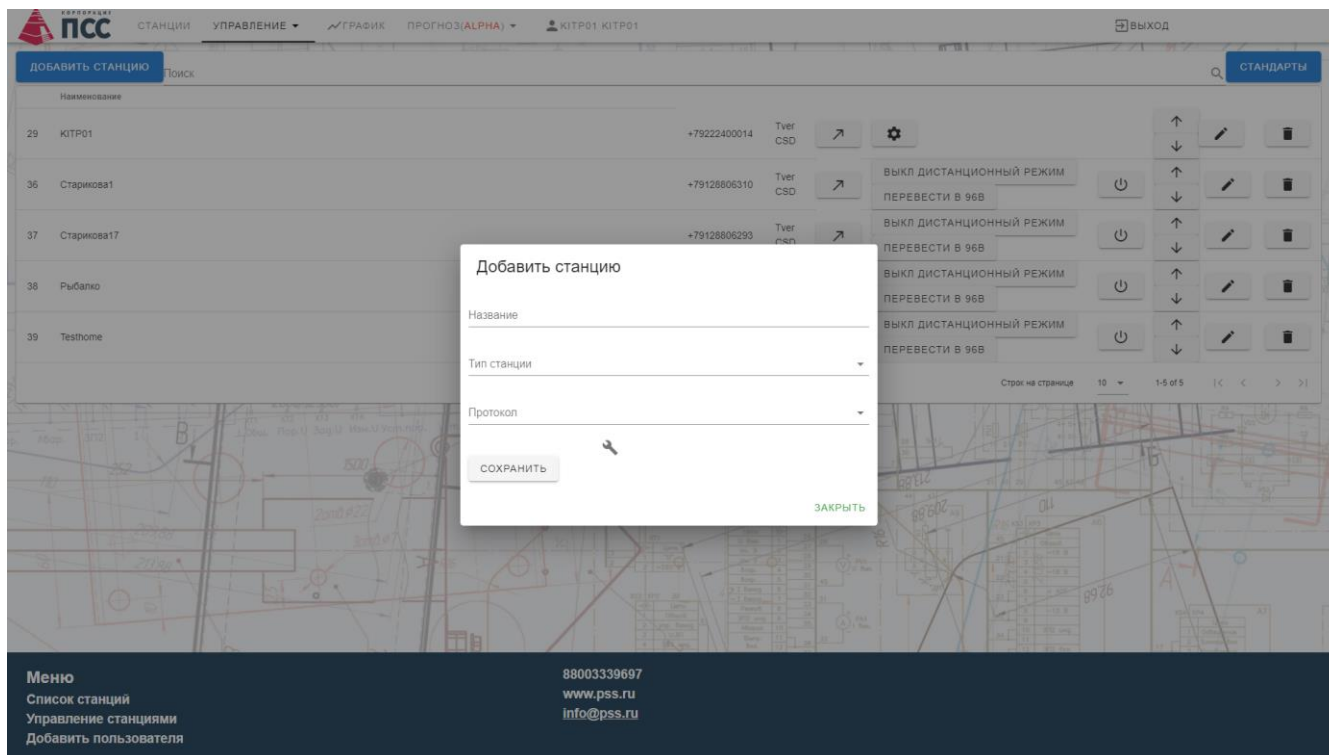 КОРПОРАЦИЯ
ПСС
СТАНЦИИ УПРАВЛЕНИЕ ГРАФИК ПРОГНОЗ(ALPHA) KITP01 KITP01 ВЫХОД
ДОБАВИТЬ СТАНЦИЮ Поиск СТАНДАРТЫ
Наименование
29 KITP01 +79222400014 Tver CSD
ВЫКЛ ДИСТАНЦИОННЫЙ РЕЖИМ
36 Старикова1 +79128806310 Tver CSD
ПЕРЕВЕСТИ В 96В
ВЫКЛ ДИСТАНЦИОННЫЙ РЕЖИМ
37 Старикова17 +79128806293 Tver CSD
ПЕРЕВЕСТИ В 96В
Добавить станцию
ВЫКЛ ДИСТАНЦИОННЫЙ РЕЖИМ
38 Рыбалко
ПЕРЕВЕСТИ В 96В
Название
ВЫКЛ ДИСТАНЦИОННЫЙ РЕЖИМ
39 Testhome
ПЕРЕВЕСТИ В 96В
Тип станции
Строк на странице 10 1-5 of 5
Протокол
СОХРАНИТЬ
ЗАКРЫТЬ
Меню
Список станций
Управление станциями
Добавить пользователя
88003339697
www.pss.ru
info@pss.ru